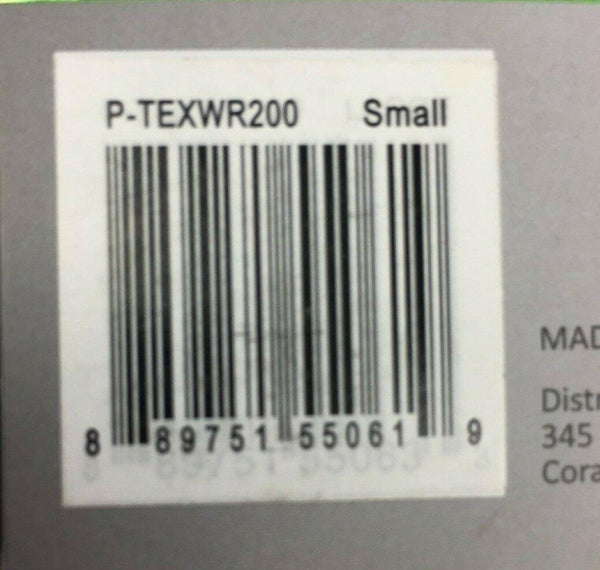 P-TEXWR200 Small
8 89751 55061 9
MAD
Distr
345
Cora